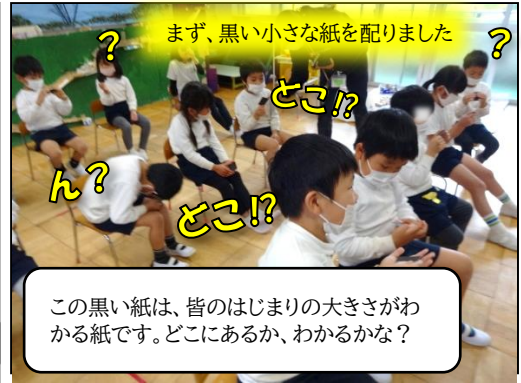 まず、黒い小さな紙を配りました
?
?
どこ!?
ん?
どこ!?
この黒い紙は、皆のはじまりの大きさがわ
かる紙です。どこにあるか、わかるかな？